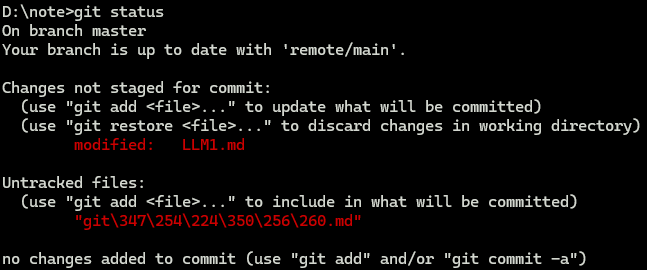 D:\note>git status
On branch master
Your branch is up to date with 'remote/main'.
Changes not staged for commit:
(use "git add <file>..." to update what will be committed)
(use "git restore <file>..." to discard changes in working directory)
modified: LLM1.md
Untracked files:
(use "git add <file>..." to include in what will be committed)
"git\347\254\224\350\256\260.md"
no changes added to commit (use "git add" and/or "git commit -a")